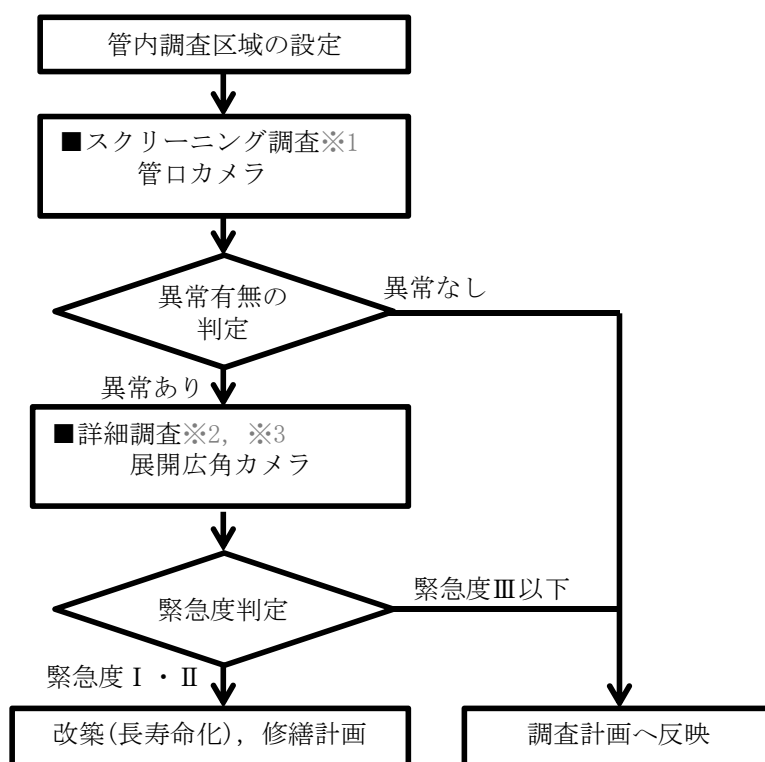 管内調査区域の設定
■スクリーニング調査※1
管口カメラ
異常有無の
判定
異常なし
異常あり
■詳細調査※2, ※3
展開広角カメラ
緊急度判定
緊急度Ⅲ以下
緊急度Ⅰ・Ⅱ
改築(長寿命化), 修繕計画
調査計画へ反映